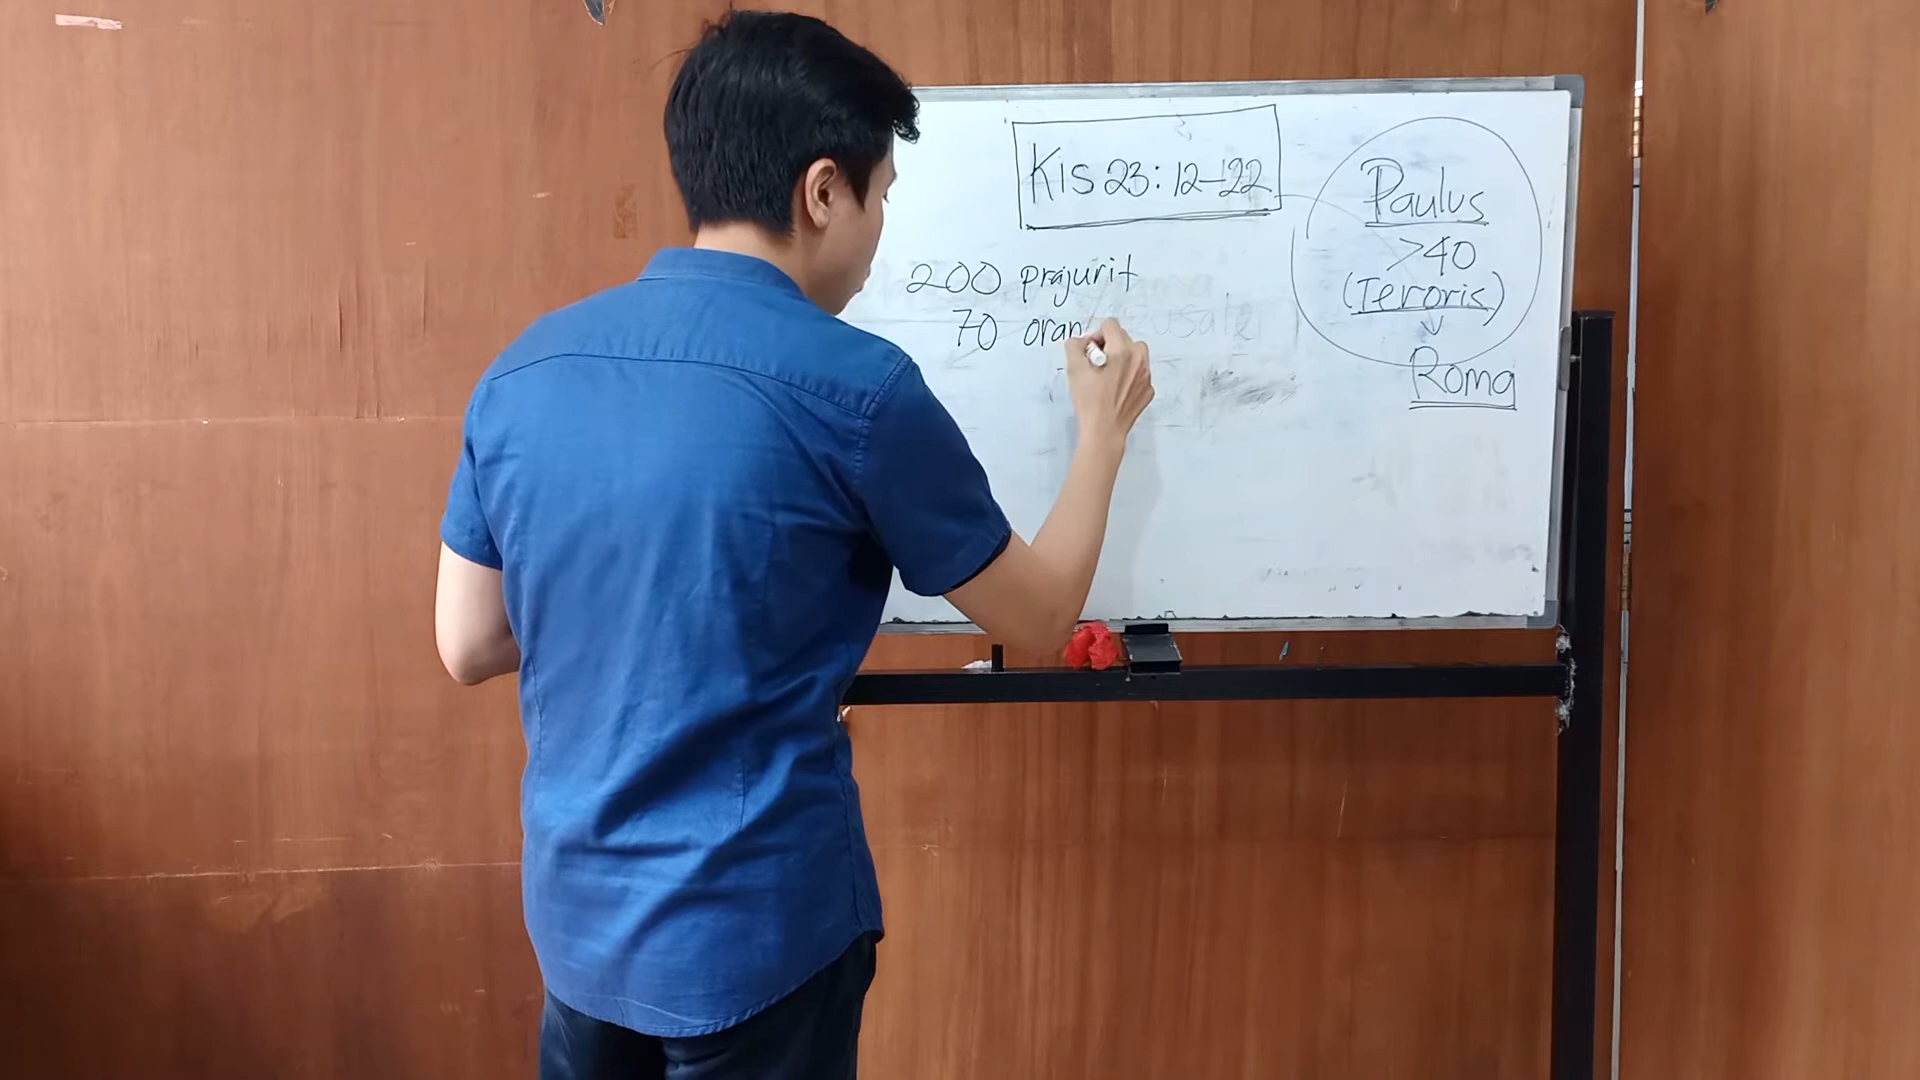 Kis 23:12-22
200 prajurit
70 oran
Paulus
>40
(Teroris)
Roma